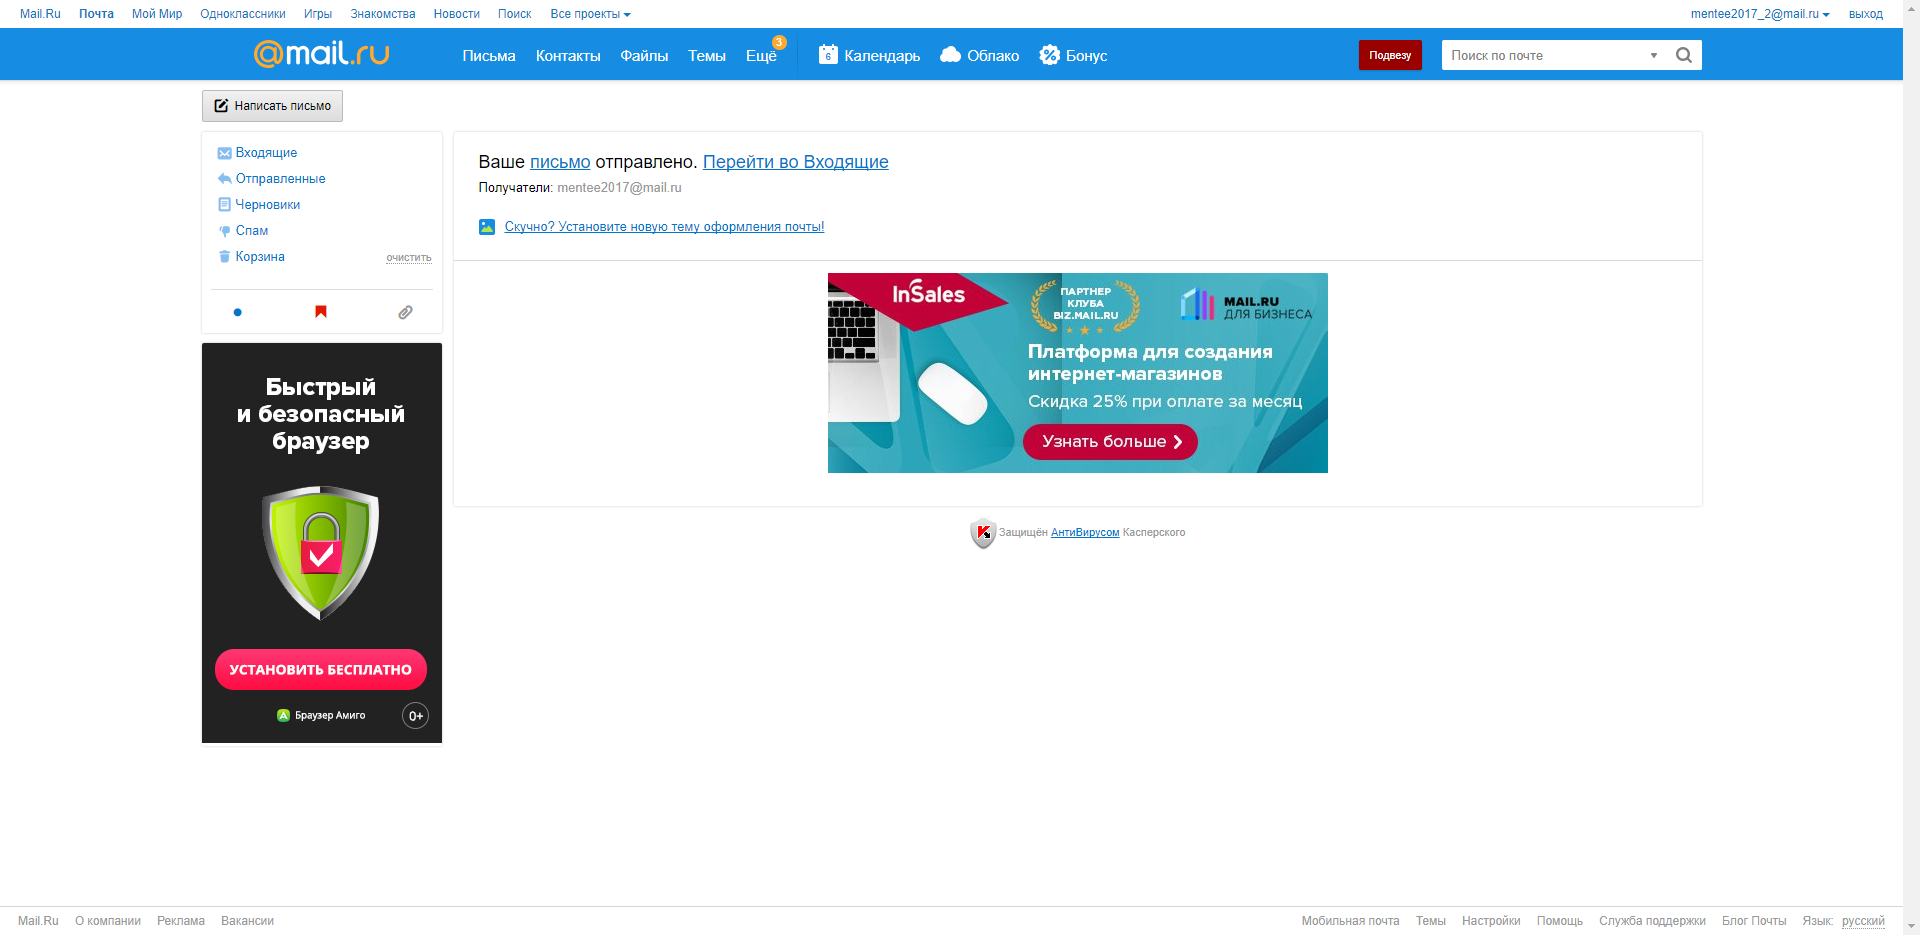 Mail.Ru Почта Мой Мир Одноклассники Игры Знакомства Новости Поиск Все проекты mentee2017_2@mail.ru выход
@mail.ru Письма Контакты Файлы Темы Ещё 3 6 Календарь Облако Бонус Подвезу Поиск по почте
Написать письмо
Входящие
Отправленные
Черновики
Спам
Корзина очистить
Ваше письмо отправлено. Перейти во Входящие
Получатели: mentee2017@mail.ru
Скучно? Установите новую тему оформления почты!
InSales
ПАРТНЕР
КЛУБА
BIZ.MAIL.RU
MAIL.RU
ДЛЯ БИЗНЕСА
Платформа для создания
интернет-магазинов
Скидка 25% при оплате за месяц
Узнать больше
Быстрый
и безопасный
браузер
УСТАНОВИТЬ БЕСПЛАТНО
Браузер Амиго 0+
Защищён АнтиВирусом Касперского
Mail.Ru О компании Реклама Вакансии Мобильная почта Темы Настройки Помощь Служба поддержки Блог Почты Язык: русский